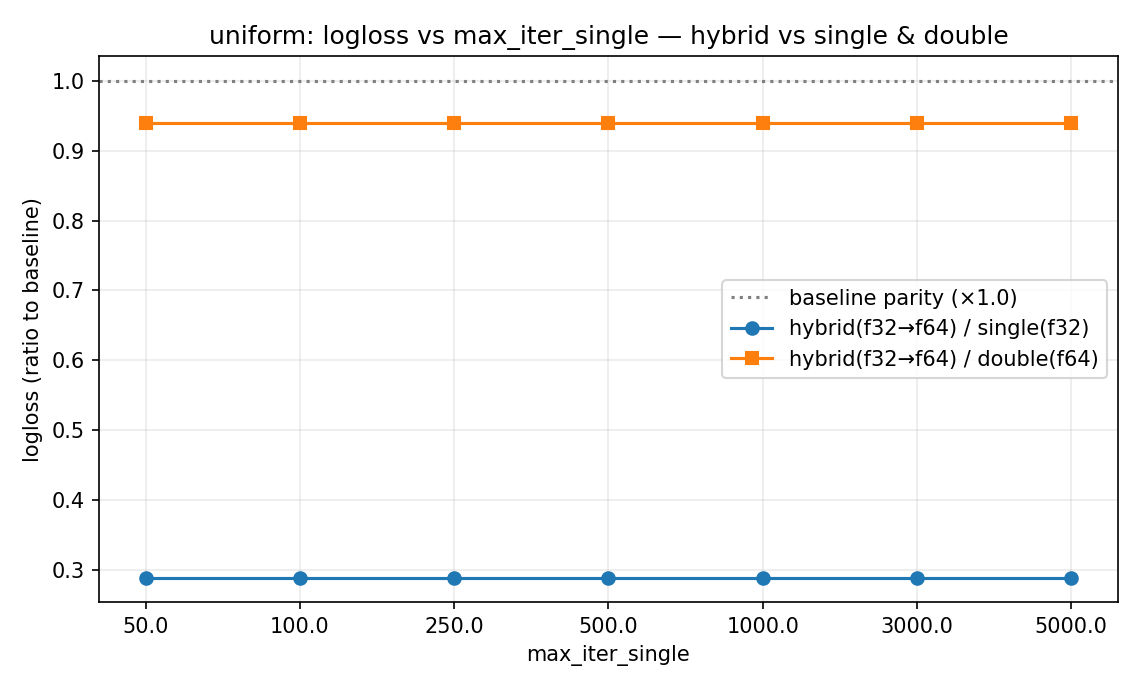 uniform: logloss vs max_iter_single — hybrid vs single & double
logloss (ratio to baseline)
1.0
0.9
0.8
0.7
0.6
0.5
0.4
0.3
baseline parity (×1.0)
hybrid(f32→f64) / single(f32)
hybrid(f32→f64) / double(f64)
50.0 100.0 250.0 500.0 1000.0 3000.0 5000.0
max_iter_single